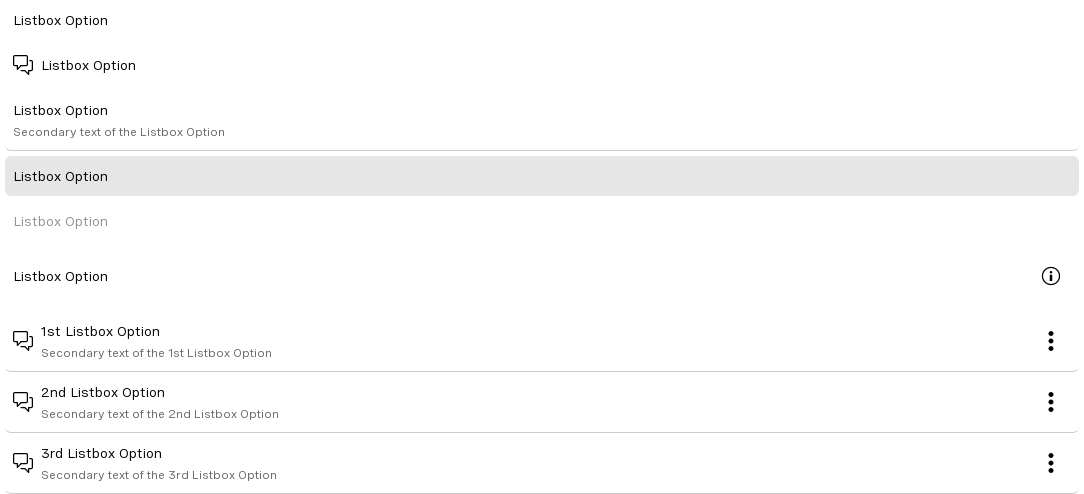 Listbox Option
Listbox Option
Listbox Option
Secondary text of the Listbox Option
Listbox Option
Listbox Option
Listbox Option
1st Listbox Option
Secondary text of the 1st Listbox Option
2nd Listbox Option
Secondary text of the 2nd Listbox Option
3rd Listbox Option
Secondary text of the 3rd Listbox Option